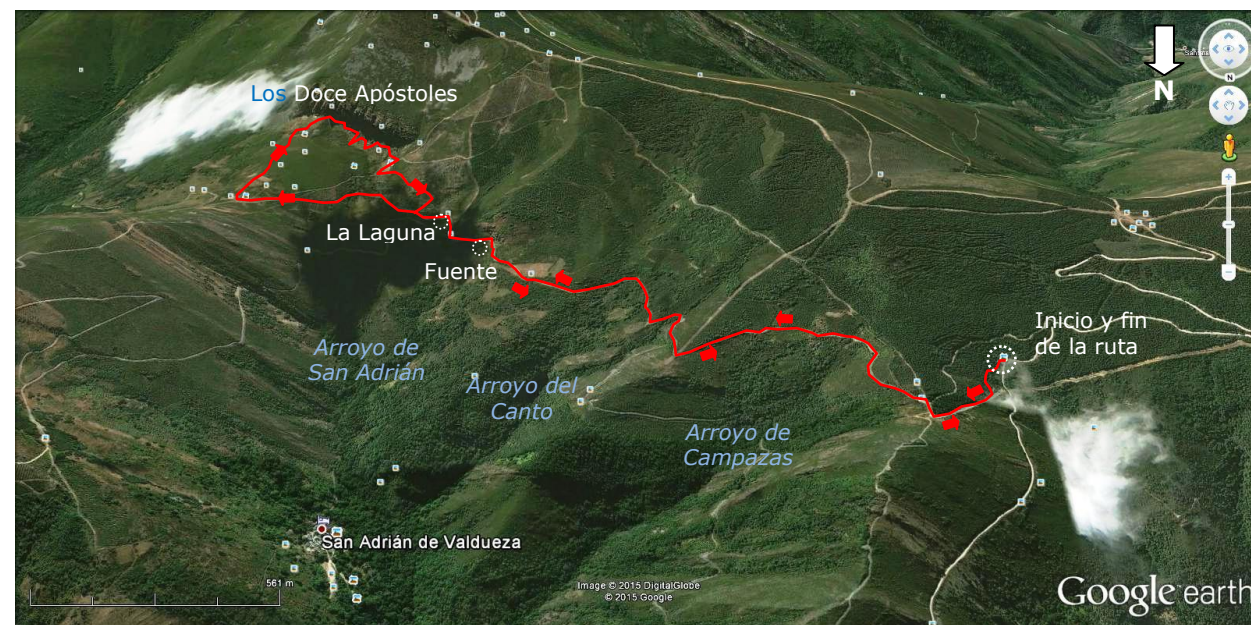 N
N
Los Doce Apóstoles
La Laguna
Fuente
Inicio y fin
de la ruta
Arroyo de
San Adrián
Arroyo del
Canto
Arroyo de
Campazas
San Adrián de Valdueza
561 m
Image © 2015 DigitalGlobe
© 2015 Google
Google earth